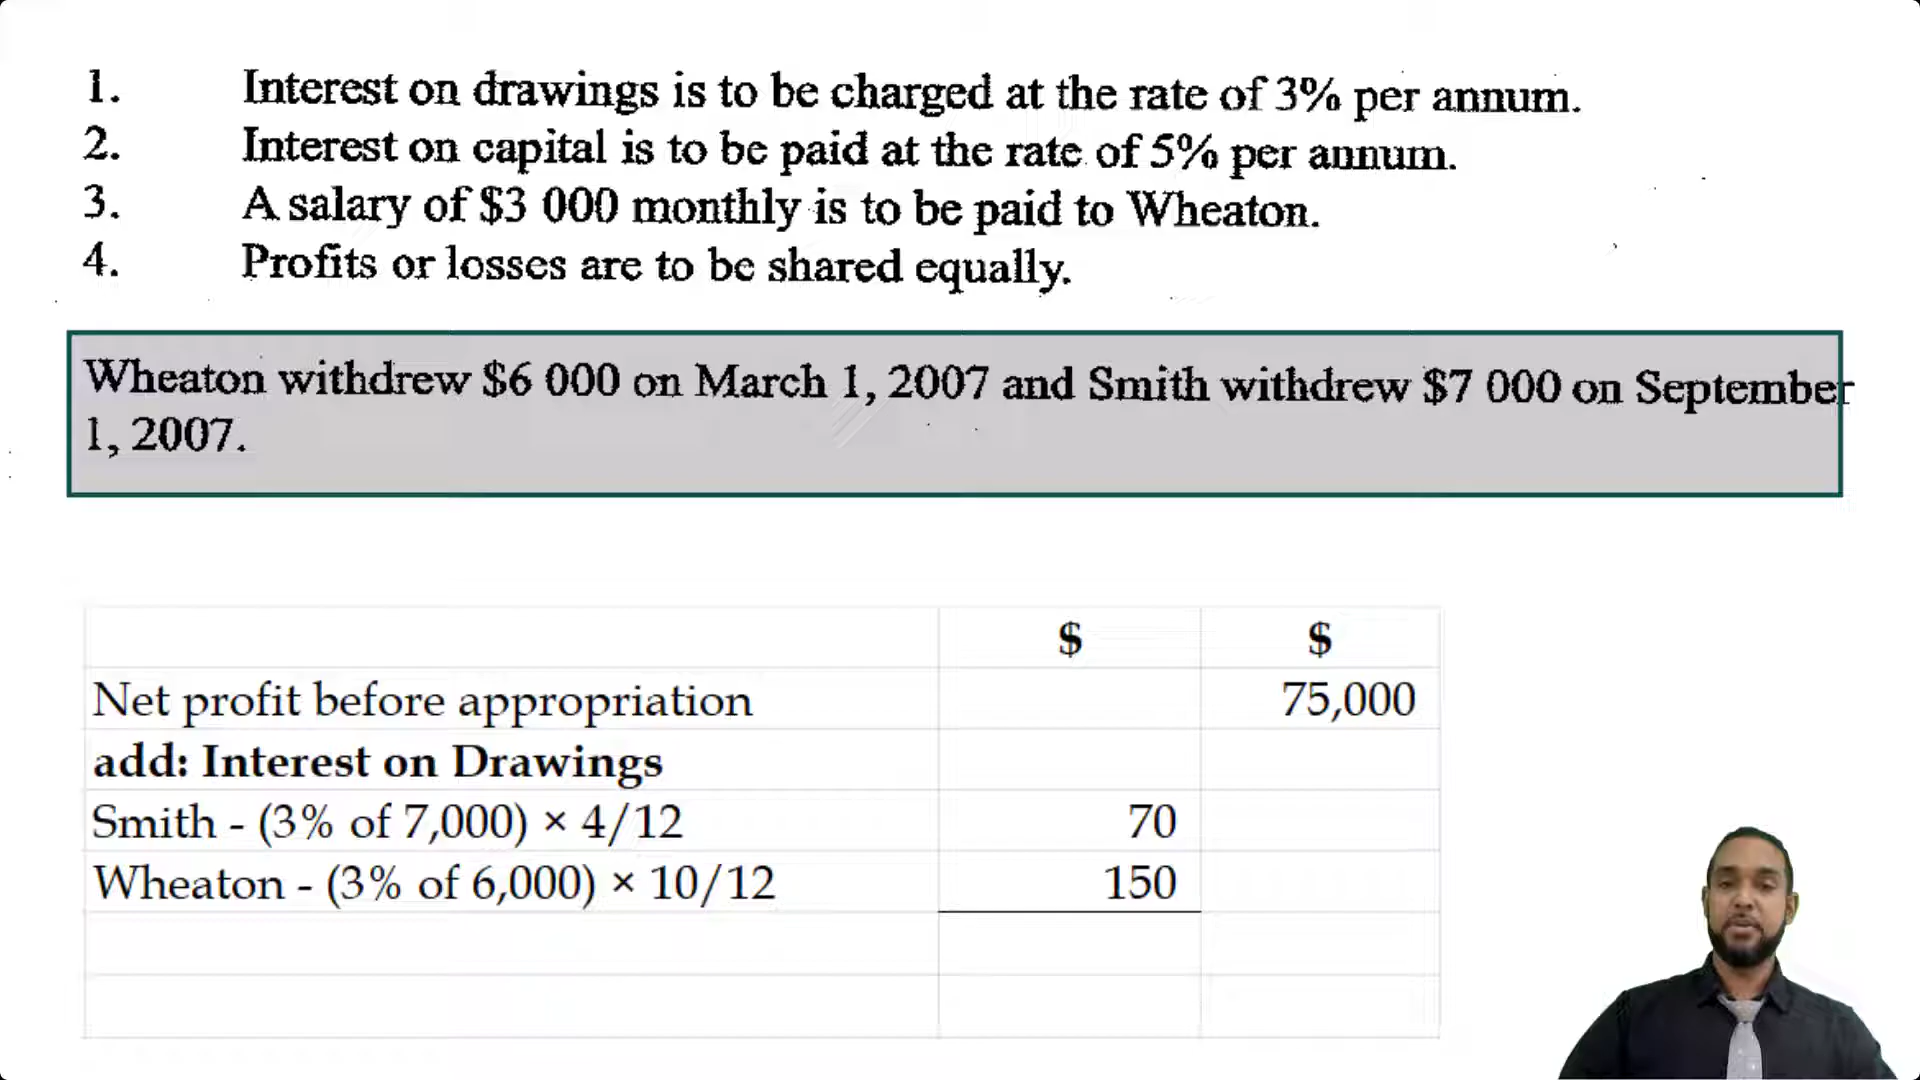 1. Interest on drawings is to be charged at the rate of 3% per annum.
2. Interest on capital is to be paid at the rate of 5% per annum.
3. A salary of $3 000 monthly is to be paid to Wheaton.
4. Profits or losses are to be shared equally.
Wheaton withdrew $6 000 on March 1, 2007 and Smith withdrew $7 000 on September
1, 2007.
$ $
Net profit before appropriation 75,000
add: Interest on Drawings
Smith - (3% of 7,000) × 4/12 70
Wheaton - (3% of 6,000) × 10/12 150